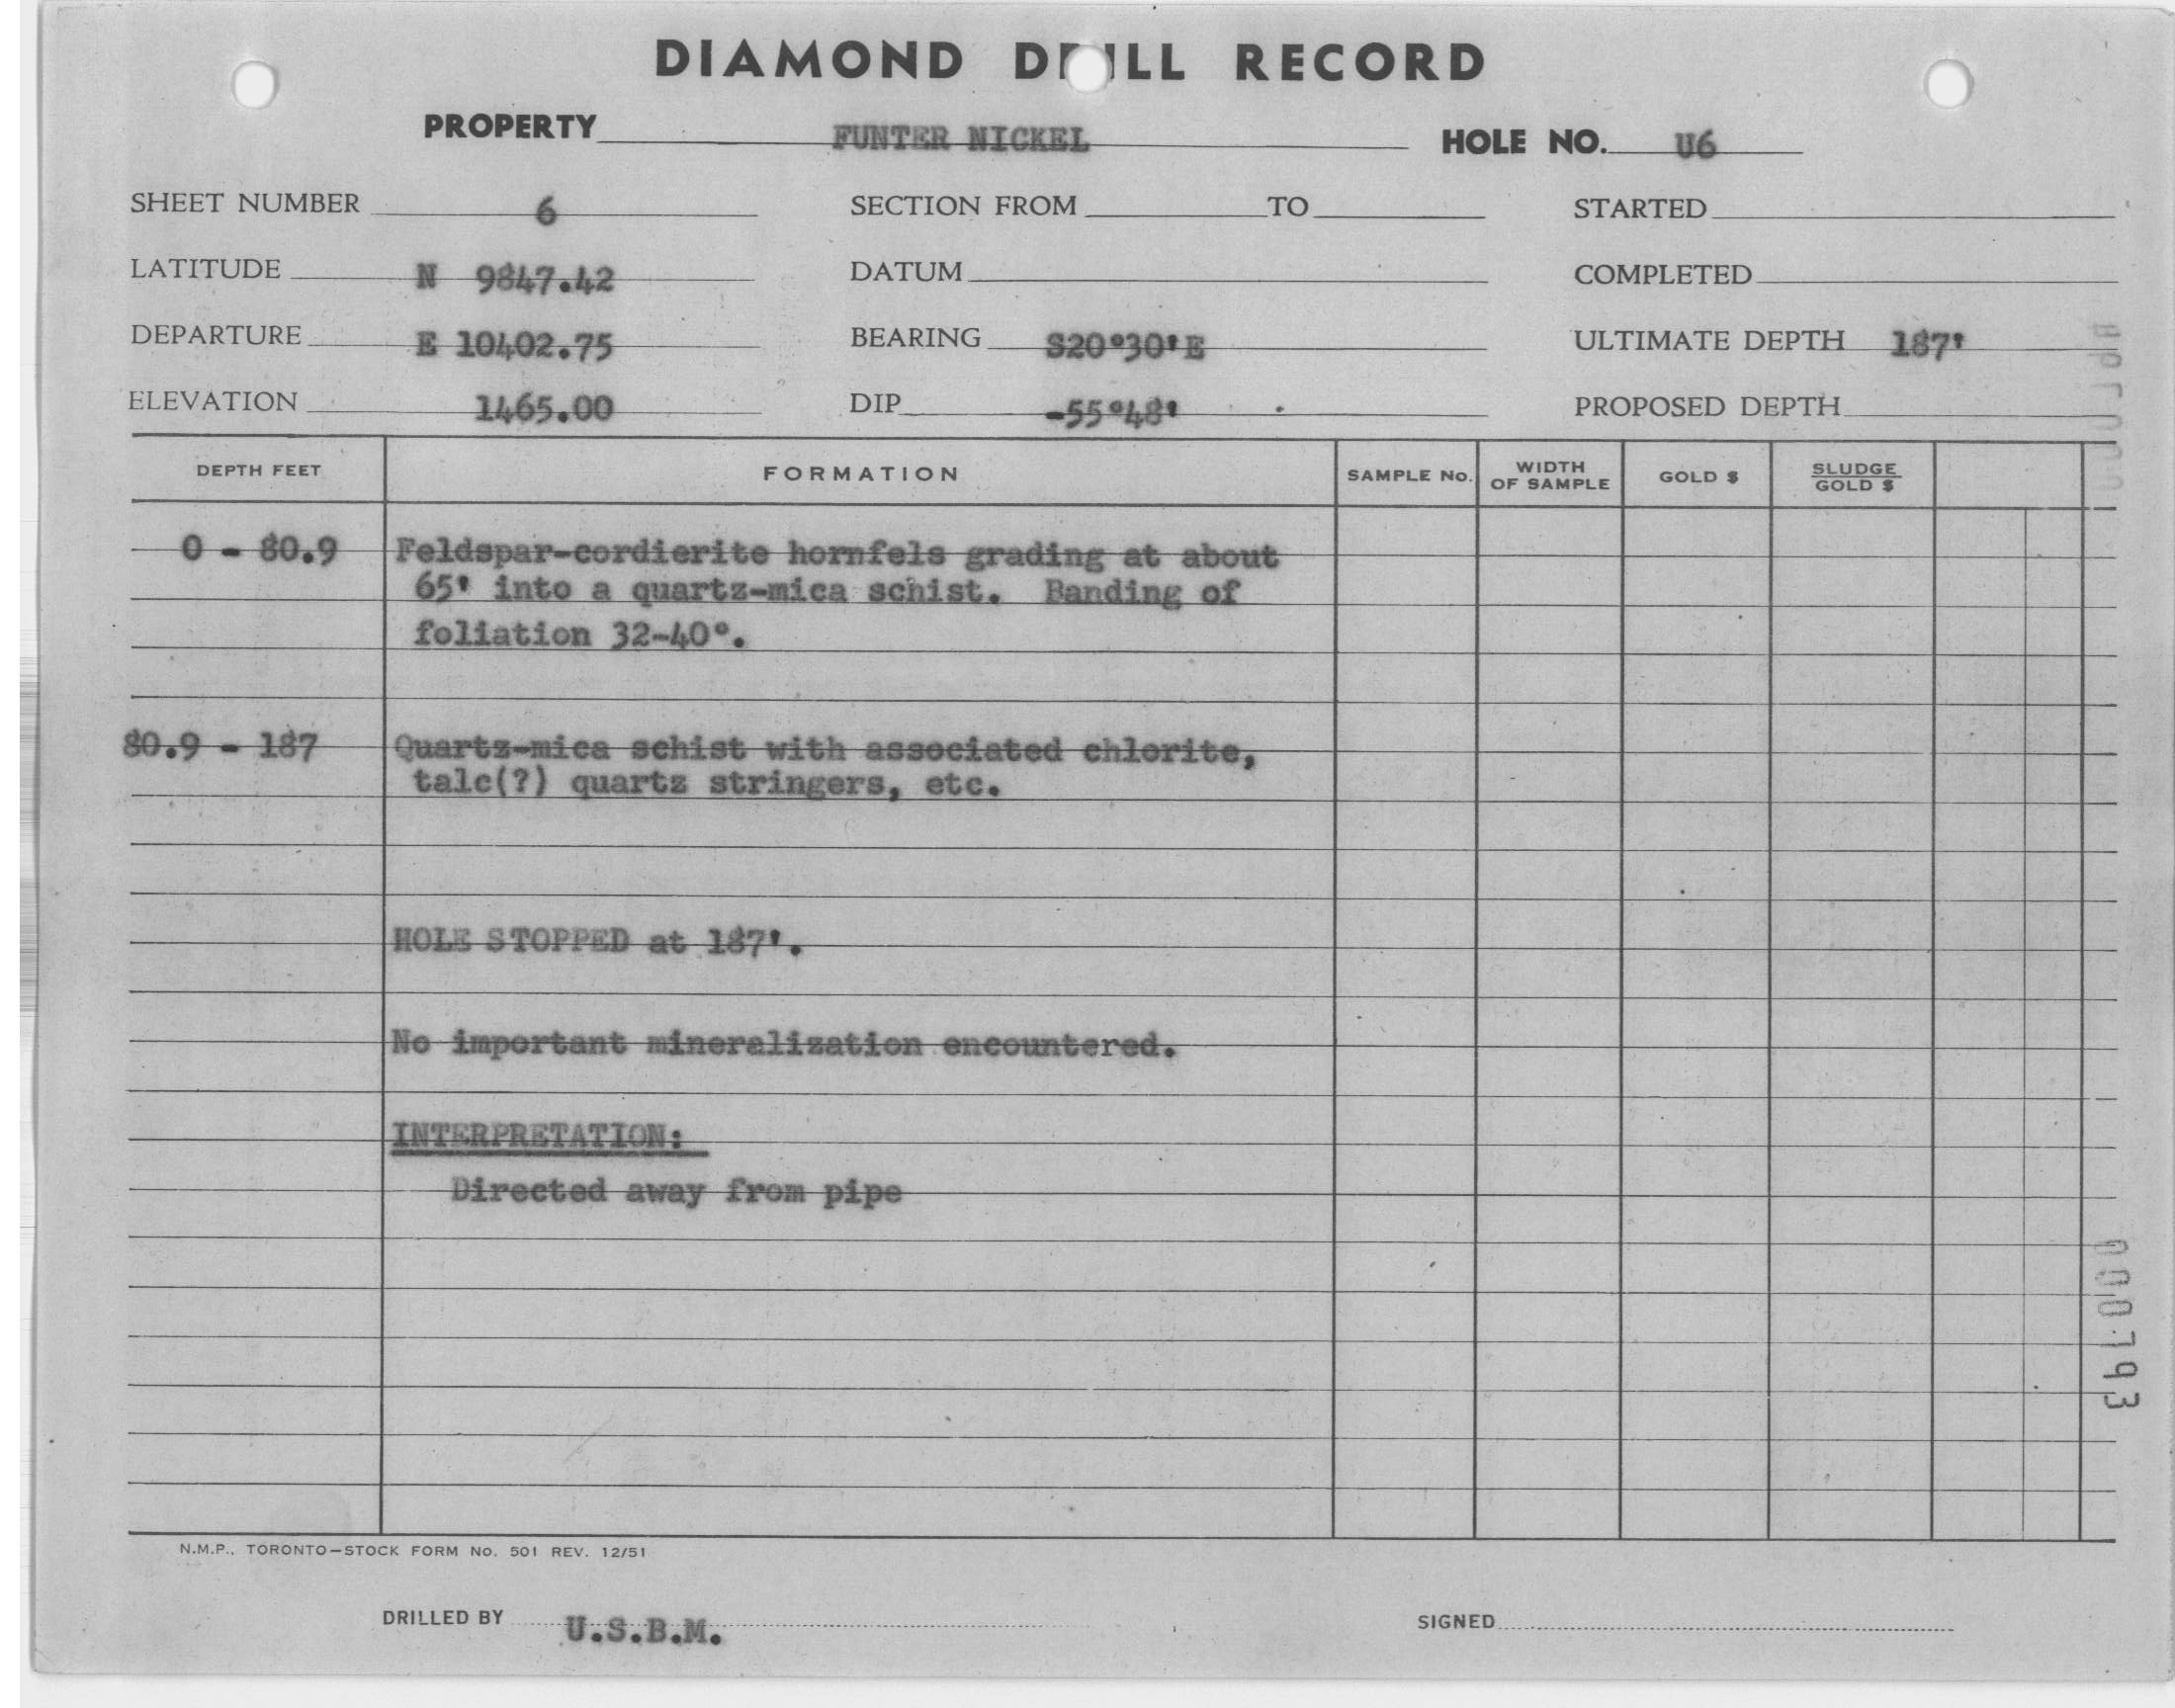 DIAMOND DRILL RECORD
PROPERTY FUNTER NICKEL HOLE NO. U6
SHEET NUMBER 6 SECTION FROM TO STARTED
LATITUDE N 9847.42 DATUM COMPLETED
DEPARTURE E 10402.75 BEARING S20°30'E ULTIMATE DEPTH 187'
ELEVATION 1465.00 DIP -55°48' PROPOSED DEPTH
DEPTH FEET FORMATION SAMPLE No. WIDTH OF SAMPLE GOLD $ SLUDGE GOLD $
0 - 80.9 Feldspar-cordierite hornfels grading at about
65' into a quartz-mica schist. Banding of
foliation 32-40°.
80.9 - 187 Quartz-mica schist with associated chlorite,
talc(?) quartz stringers, etc.
HOLE STOPPED at 187'.
No important mineralization encountered.
INTERPRETATION:
Directed away from pipe
000793
N.M.P., TORONTO—STOCK FORM No. 501 REV. 12/51
DRILLED BY U.S.B.M. SIGNED